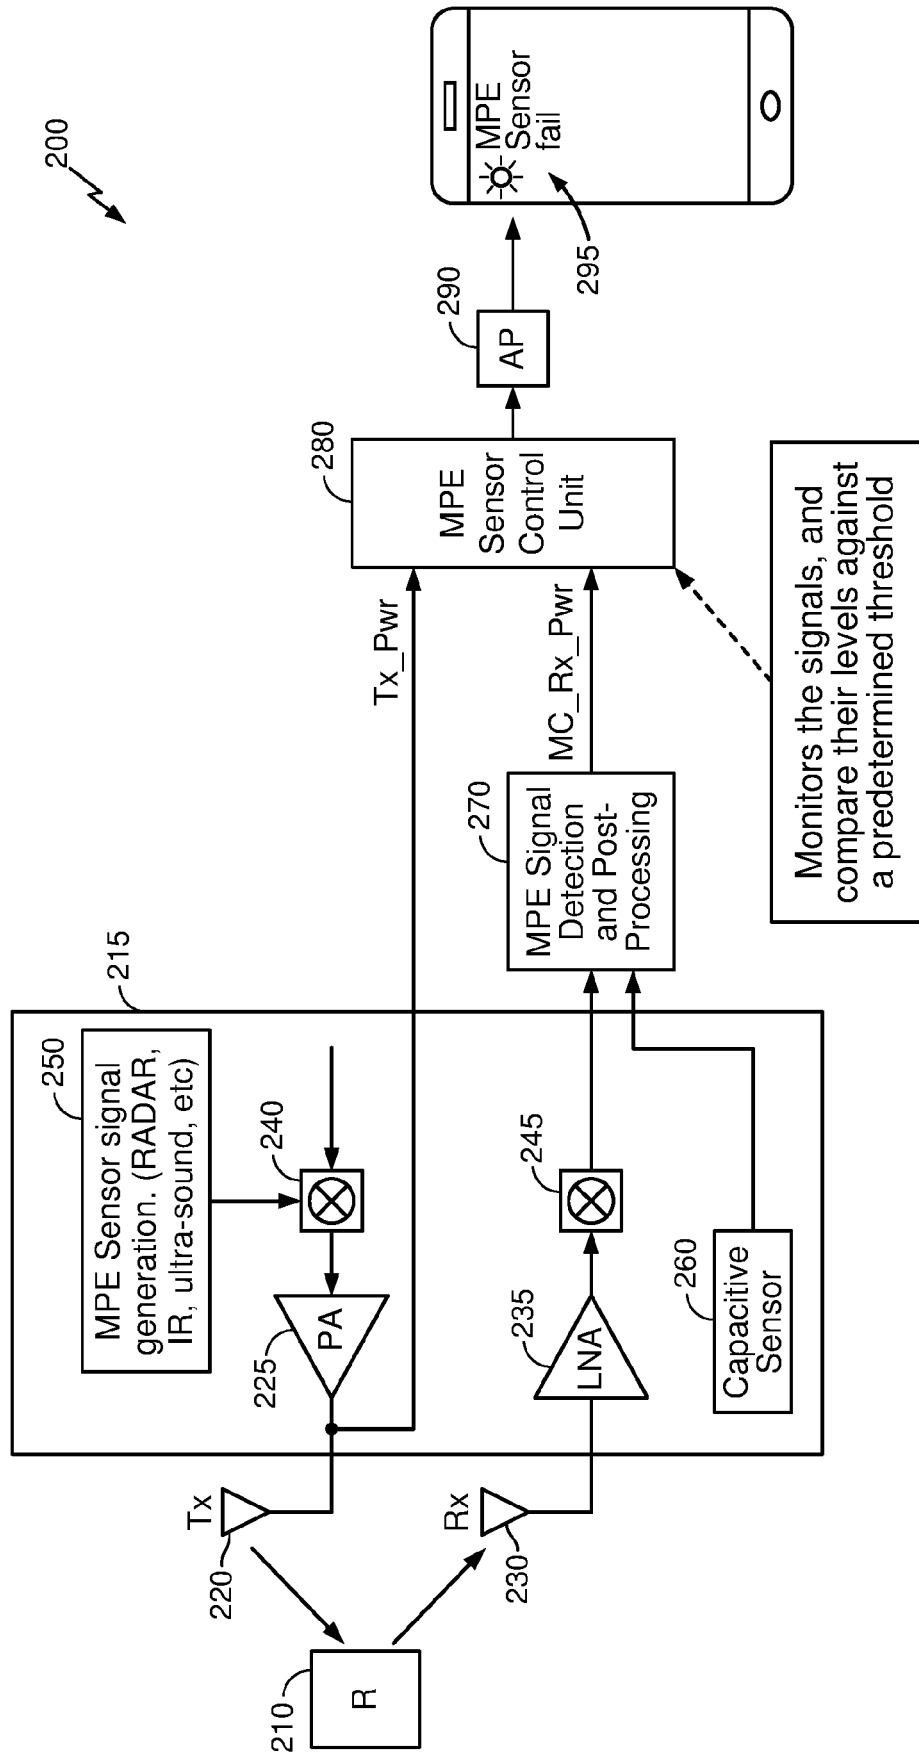 200
215
250
MPE Sensor signal
generation. (RADAR,
IR, ultra-sound, etc)
240
225
PA
Tx
220
210
R
Rx
230
235
LNA
245
260
Capacitive
Sensor
Tx_Pwr
270
MPE Signal
Detection
and Post-
Processing
MC_Rx_Pwr
280
MPE
Sensor
Control
Unit
290
AP
MPE
Sensor
fail
295
Monitors the signals, and
compare their levels against
a predetermined threshold